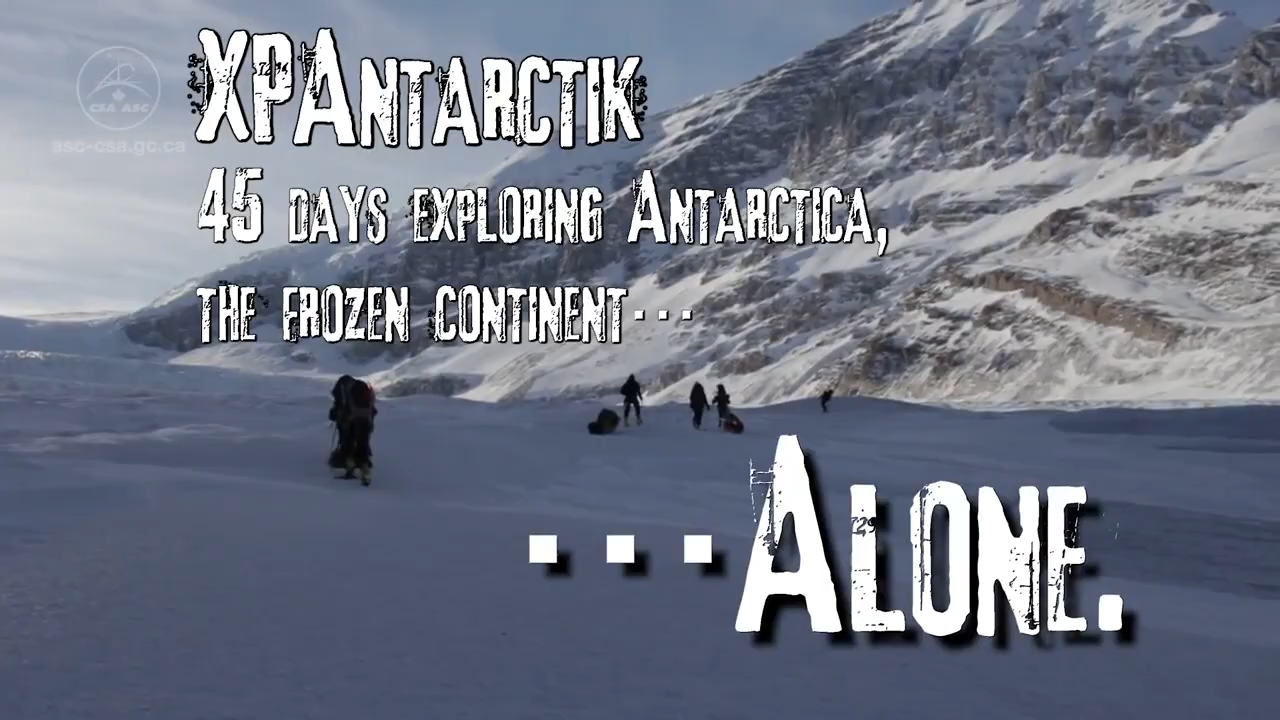 XPAntarctik
CSA ASC
asc-csa.gc.ca
45 days exploring Antarctica,
the frozen continent...
...Alone.